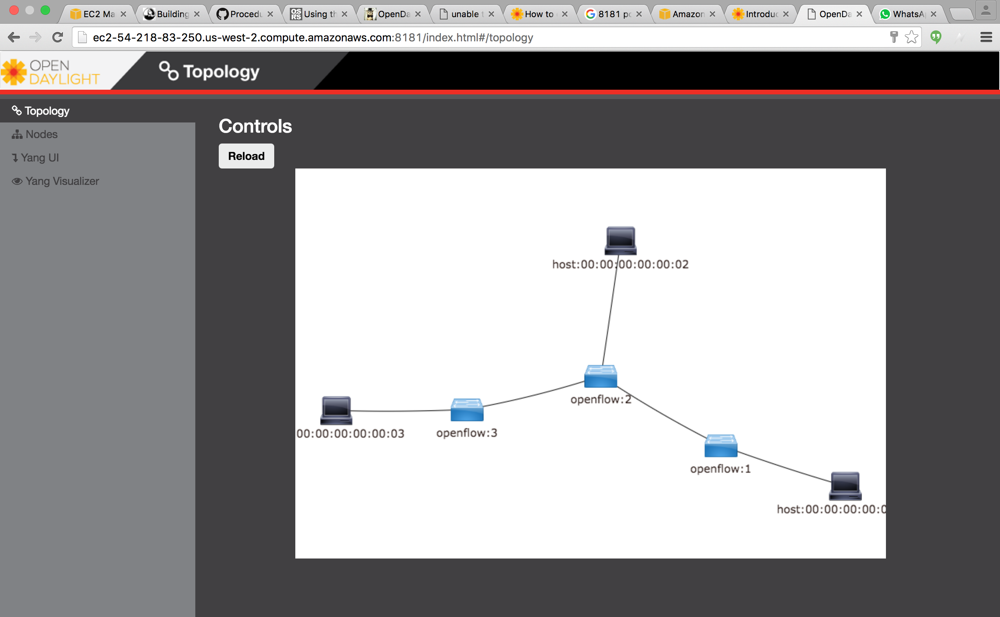 EC2 Ma
Building
Procedu
Using th
OpenDa
unable t
How to
8181 po
Amazon
Introduc
OpenDa
WhatsA
ec2-54-218-83-250.us-west-2.compute.amazonaws.com:8181/index.html#/topology
OPEN
DAYLIGHT
Topology
Topology
Nodes
Yang UI
Yang Visualizer
Controls
Reload
host:00:00:00:00:00:02
openflow:2
00:00:00:00:00:03
openflow:3
openflow:1
host:00:00:00:00:0